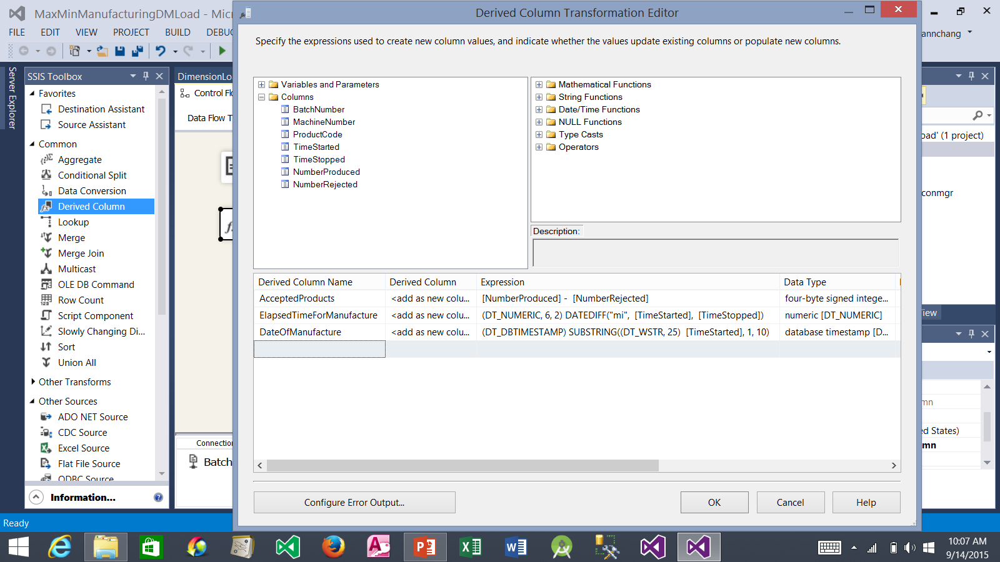 MaxMinManufacturingDMLoad - Mic
FILE EDIT VIEW PROJECT BUILD DEBUG
Server Explorer
SSIS Toolbox
Favorites
Destination Assistant
Source Assistant
Common
Aggregate
Conditional Split
Data Conversion
Derived Column
Lookup
Merge
Merge Join
Multicast
OLE DB Command
Row Count
Script Component
Slowly Changing Di...
Sort
Union All
Other Transforms
Other Sources
ADO NET Source
CDC Source
Excel Source
Flat File Source
ODBC Source
Information...
Ready
DimensionLo
Control Fl
Data Flow T
Connection
Batch
Derived Column Transformation Editor
Specify the expressions used to create new column values, and indicate whether the values update existing columns or populate new columns.
Variables and Parameters
Columns
BatchNumber
MachineNumber
ProductCode
TimeStarted
TimeStopped
NumberProduced
NumberRejected
Mathematical Functions
String Functions
Date/Time Functions
NULL Functions
Type Casts
Operators
Description:
Derived Column Name Derived Column Expression Data Type
AcceptedProducts <add as new colu... [NumberProduced] - [NumberRejected] four-byte signed intege...
ElapsedTimeForManufacture <add as new colu... (DT_NUMERIC, 6, 2) DATEDIFF("mi", [TimeStarted], [TimeStopped]) numeric [DT_NUMERIC]
DateOfManufacture <add as new colu... (DT_DBTIMESTAMP) SUBSTRING((DT_WSTR, 25) [TimeStarted], 1, 10) database timestamp [D...
Configure Error Output...
OK Cancel Help
annchang
oad' (1 project)
conmgr
iew
mn
ed States)
mn
10:07 AM
9/14/2015